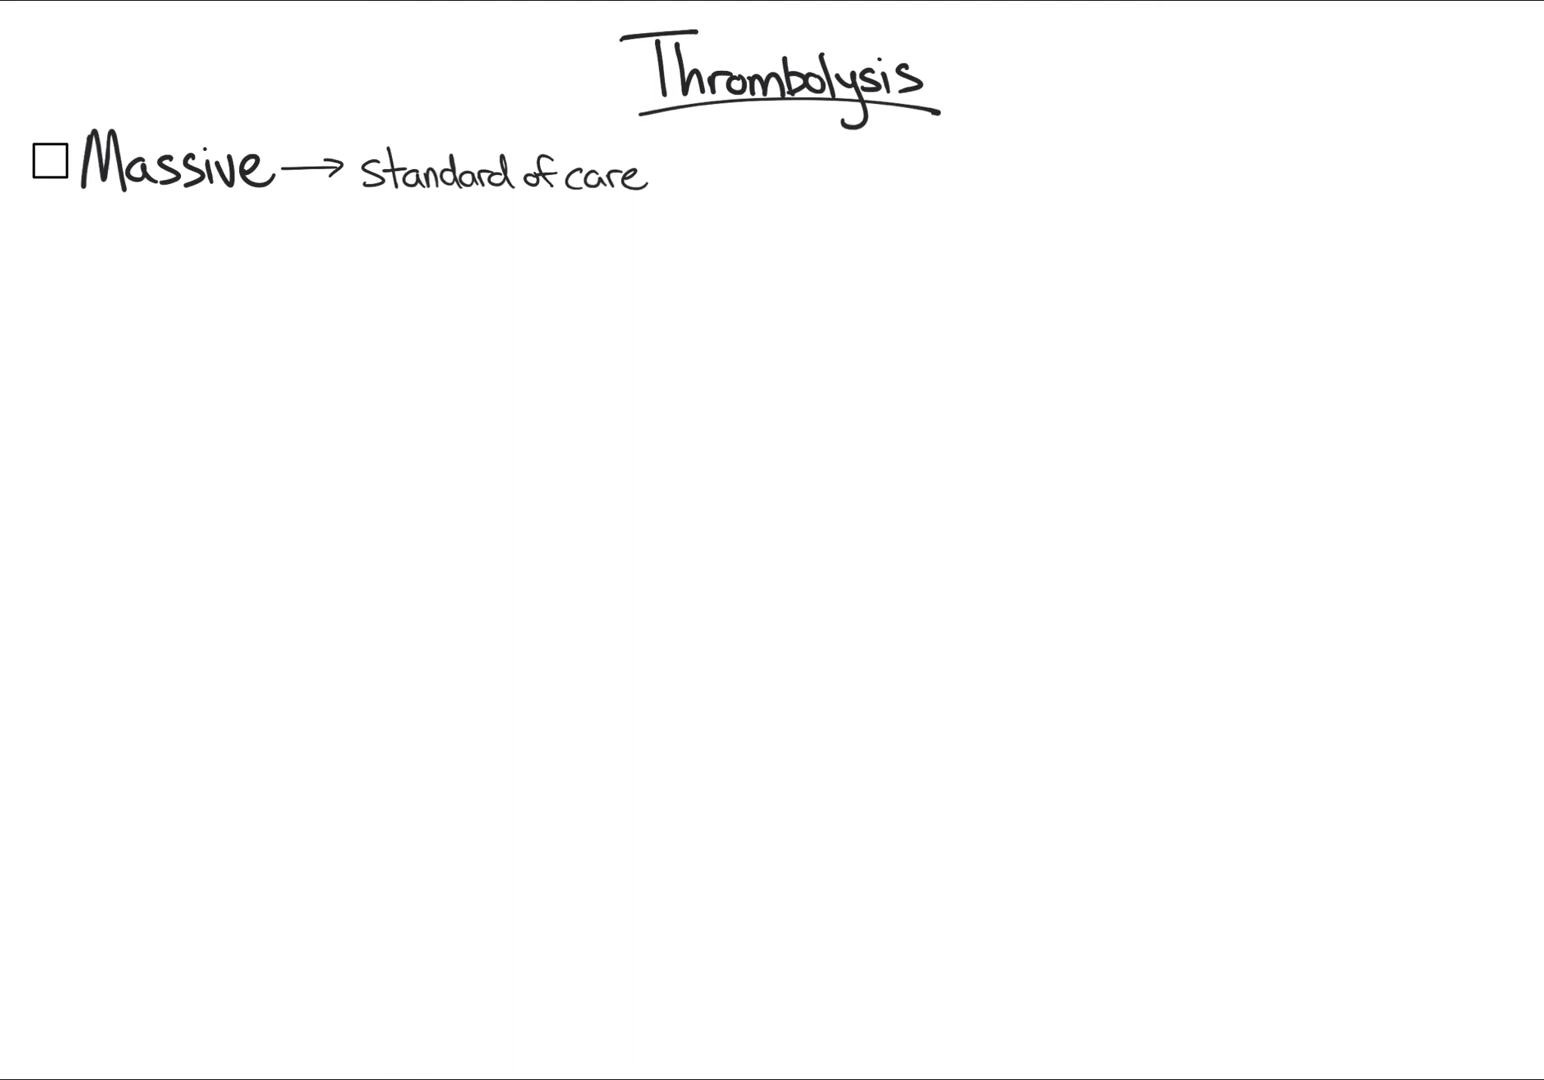 Thrombolysis
□ Massive → standard of care